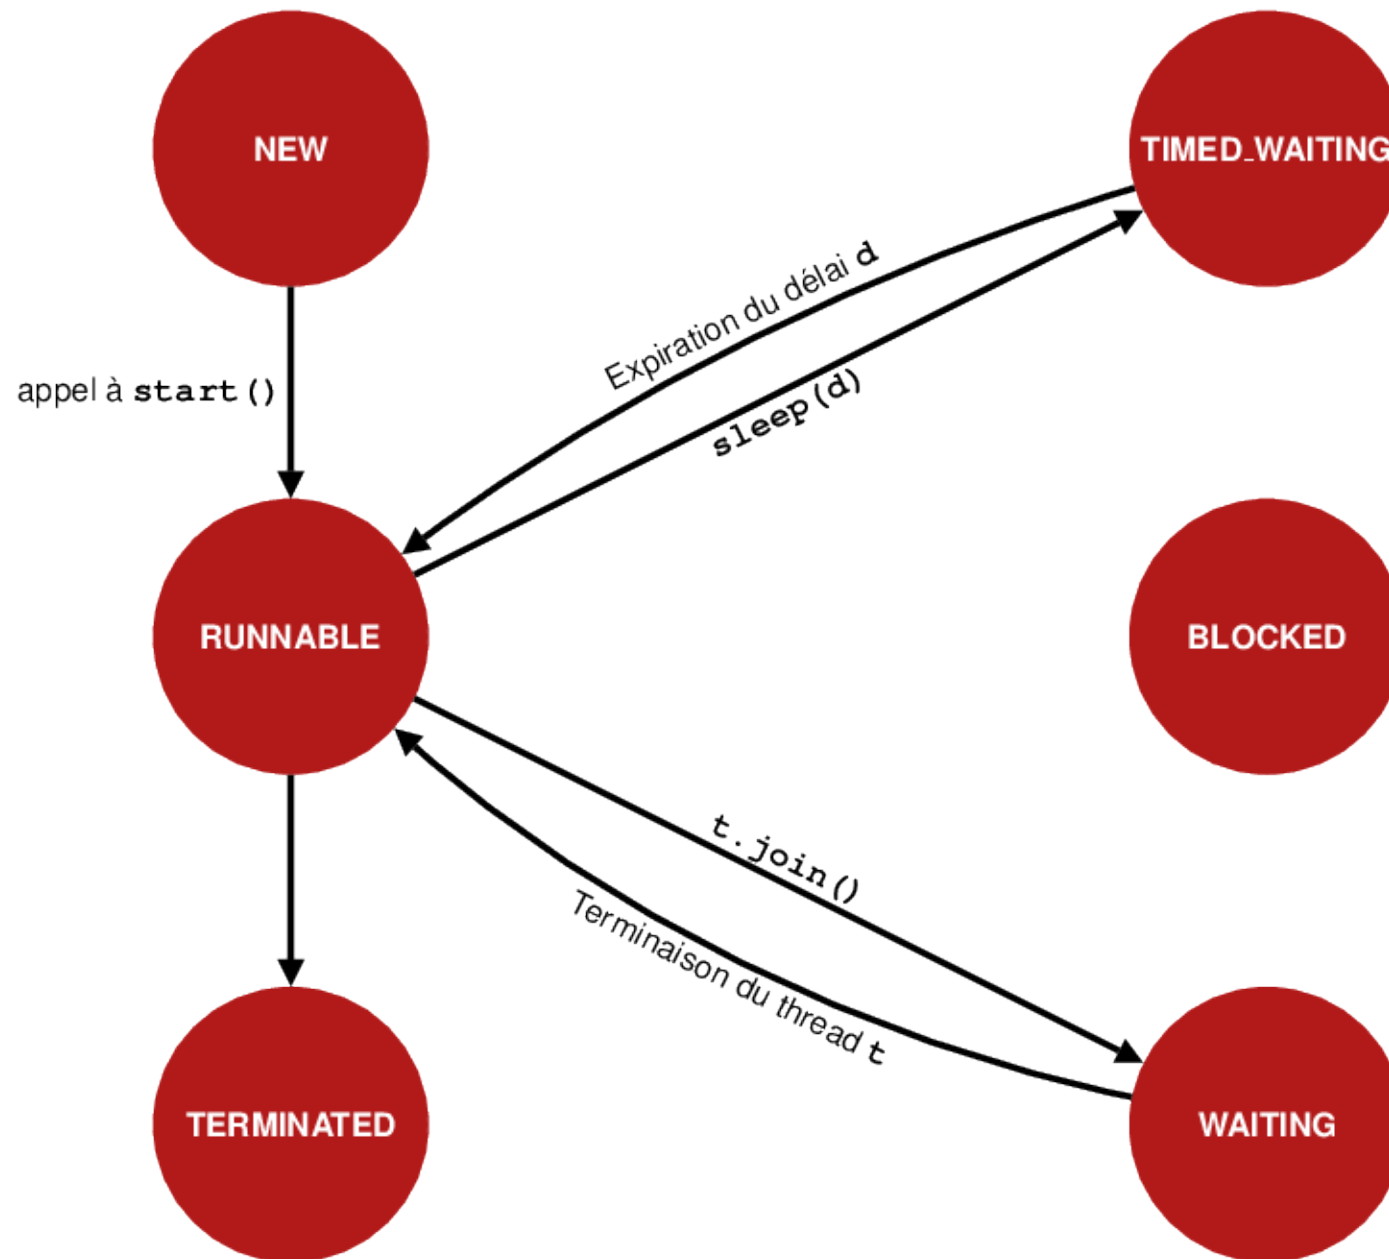 NEW
TIMED_WAITING
Expiration du délai d
sleep(d)
appel à start()
RUNNABLE
BLOCKED
t.join()
Terminaison du thread t
TERMINATED
WAITING